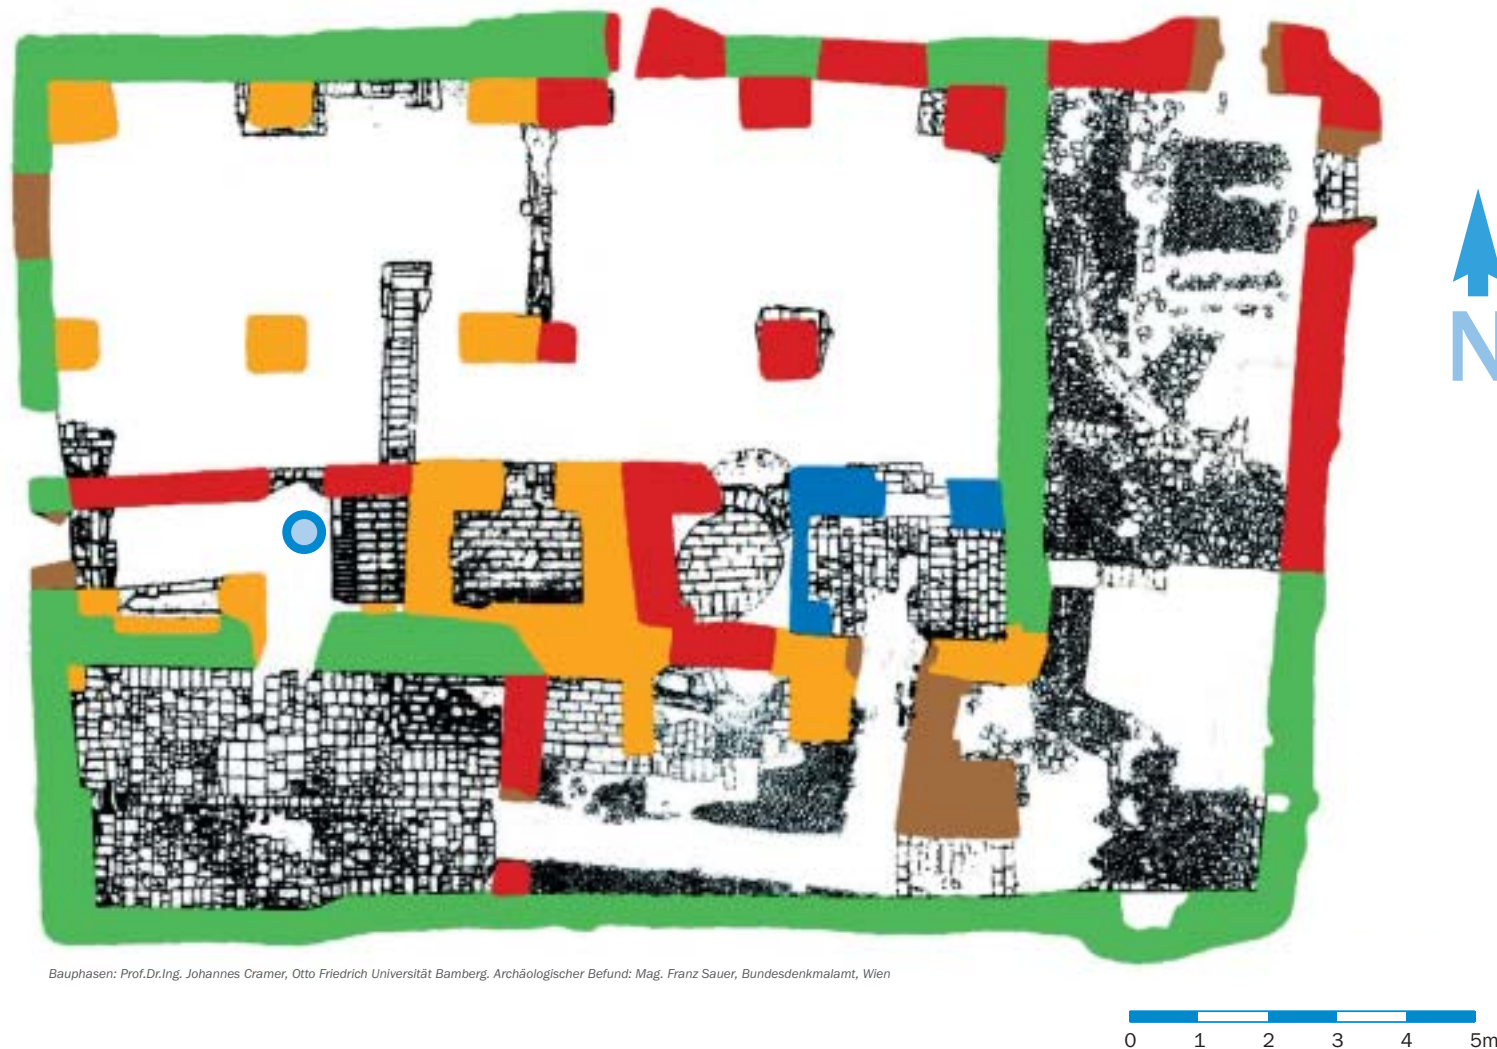 N
Bauphasen: Prof.Dr.Ing. Johannes Cramer, Otto Friedrich Universität Bamberg. Archäologischer Befund: Mag. Franz Sauer, Bundesdenkmalamt, Wien
0 1 2 3 4 5m